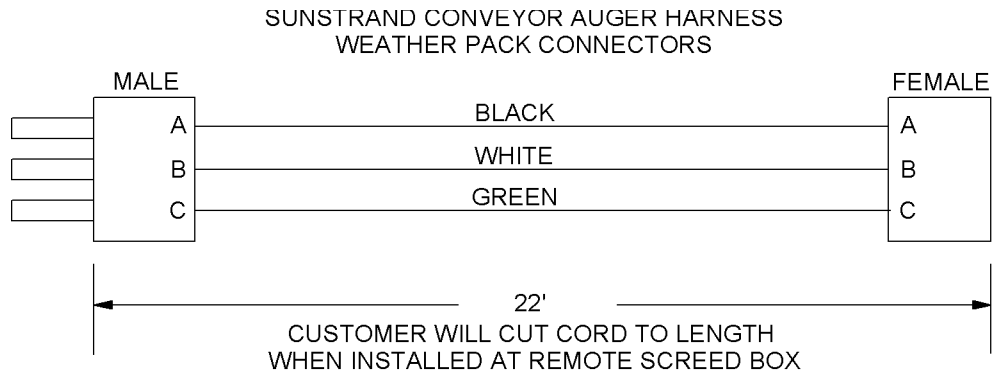 SUNSTRAND CONVEYOR AUGER HARNESS
WEATHER PACK CONNECTORS
MALE
FEMALE
A
BLACK
A
B
WHITE
B
C
GREEN
C
22'
CUSTOMER WILL CUT CORD TO LENGTH
WHEN INSTALLED AT REMOTE SCREED BOX